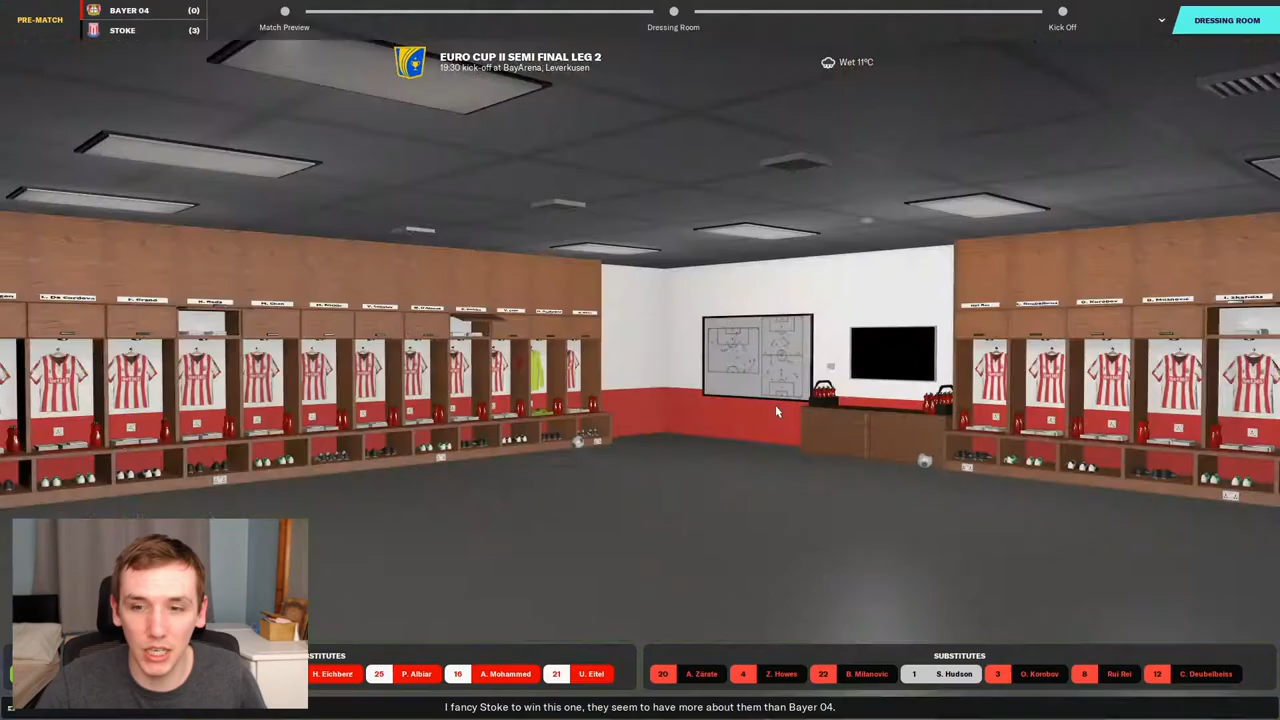 PRE-MATCH
BAYER 04 (0)
STOKE (3)
Match Preview
Dressing Room
Kick Off
DRESSING ROOM
EURO CUP II SEMI FINAL LEG 2
19:30 kick-off at BayArena, Leverkusen
Wet 11°C
SUBSTITUTES
H. Eichberg 25 P. Albiar 16 A. Mohammed 21 U. Eitel
SUBSTITUTES
20 A. Zárate 4 Z. Howes 22 B. Milanovic 1 S. Hudson 3 O. Korobov 8 Rui Rei 12 C. Deubelbeiss
I fancy Stoke to win this one, they seem to have more about them than Bayer 04.